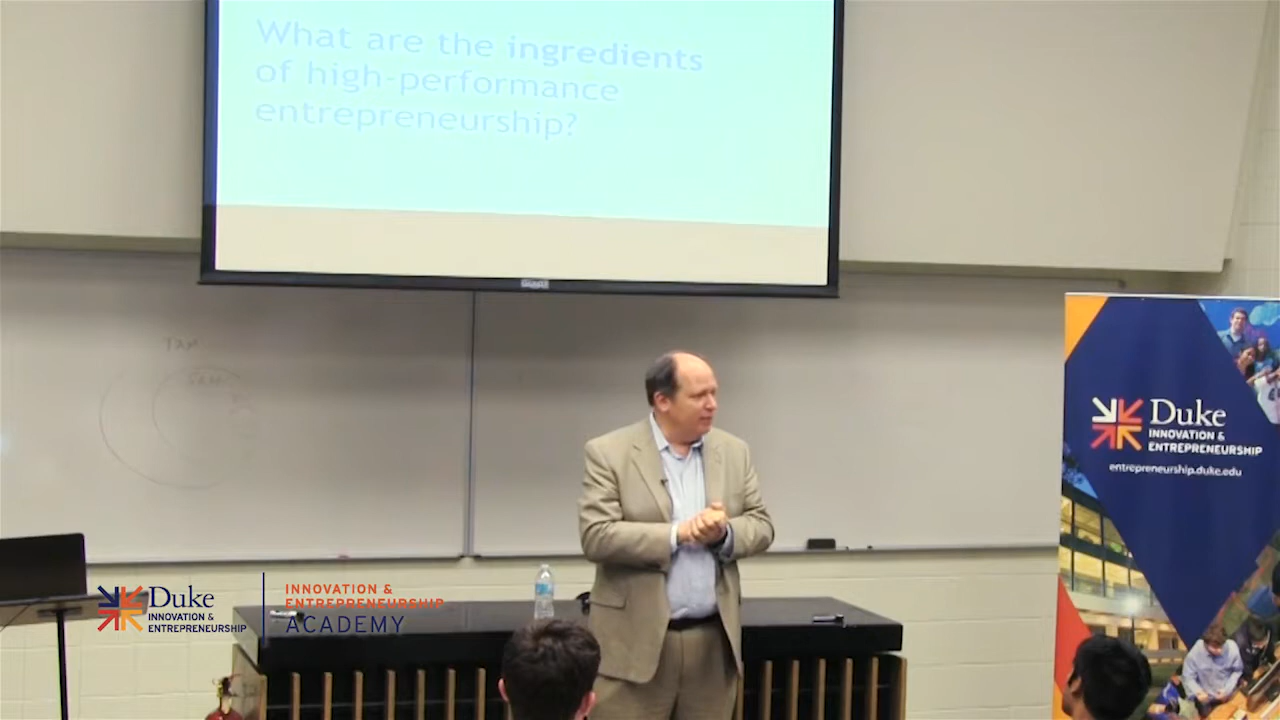 What are the ingredients
of high-performance
entrepreneurship?
TAM
Duke
INNOVATION &
ENTREPRENEURSHIP
entrepreneurship.duke.edu
Duke
INNOVATION &
ENTREPRENEURSHIP
INNOVATION &
ENTREPRENEURSHIP
ACADEMY